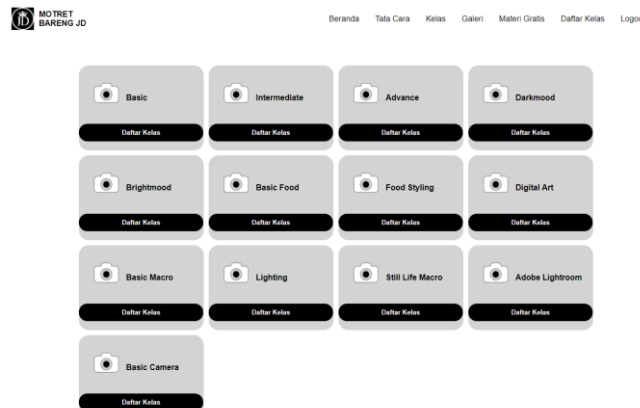 MOTRET
BARENG JD
Beranda Tata Cara Kelas Galeri Materi Gratis Daftar Kelas Logou
Basic Intermediate Advance Darkmood
Daftar Kelas Daftar Kelas Daftar Kelas Daftar Kelas
Brightmood Basic Food Food Styling Digital Art
Daftar Kelas Daftar Kelas Daftar Kelas Daftar Kelas
Basic Macro Lighting Still Life Macro Adobe Lightroom
Daftar Kelas Daftar Kelas Daftar Kelas Daftar Kelas
Basic Camera
Daftar Kelas